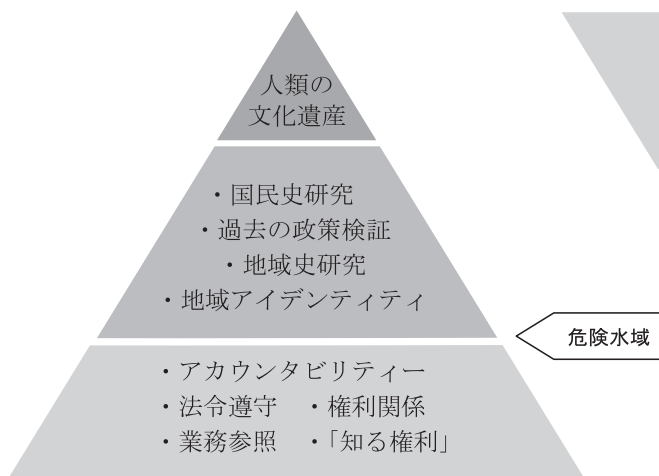 人類の
文化遺産
・国民史研究
・過去の政策検証
・地域史研究
・地域アイデンティティ
危険水域
・アカウンタビリティー
・法令遵守　・権利関係
・業務参照　・「知る権利」